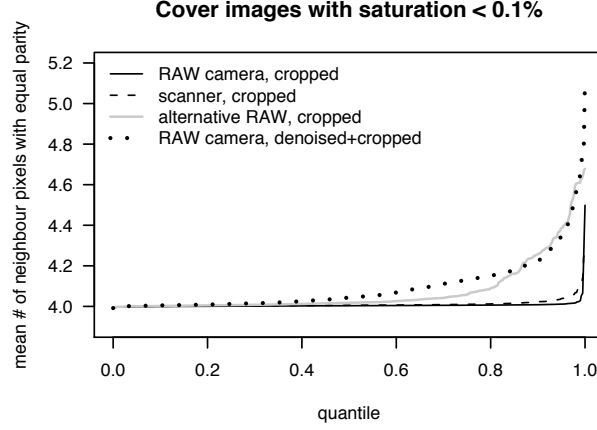 Cover images with saturation < 0.1%
mean # of neighbour pixels with equal parity
5.2
5.0
4.8
4.6
4.4
4.2
4.0
RAW camera, cropped
scanner, cropped
alternative RAW, cropped
RAW camera, denoised+cropped
0.0 0.2 0.4 0.6 0.8 1.0
quantile